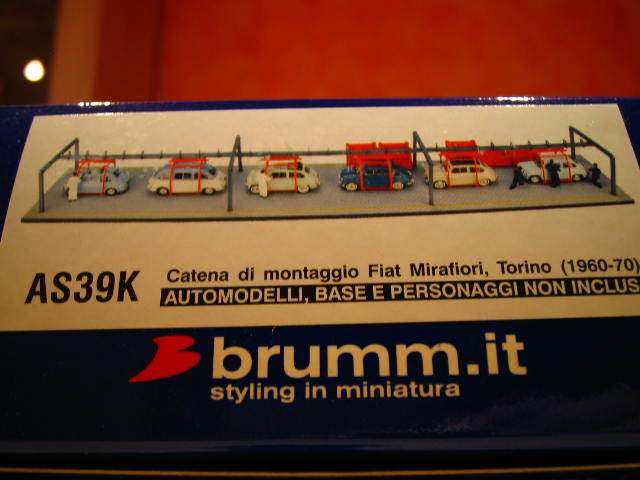 AS39K
Catena di montaggio Fiat Mirafiori, Torino (1960-70)
AUTOMODELLI, BASE E PERSONAGGI NON INCLUS
brumm.it
styling in miniatura